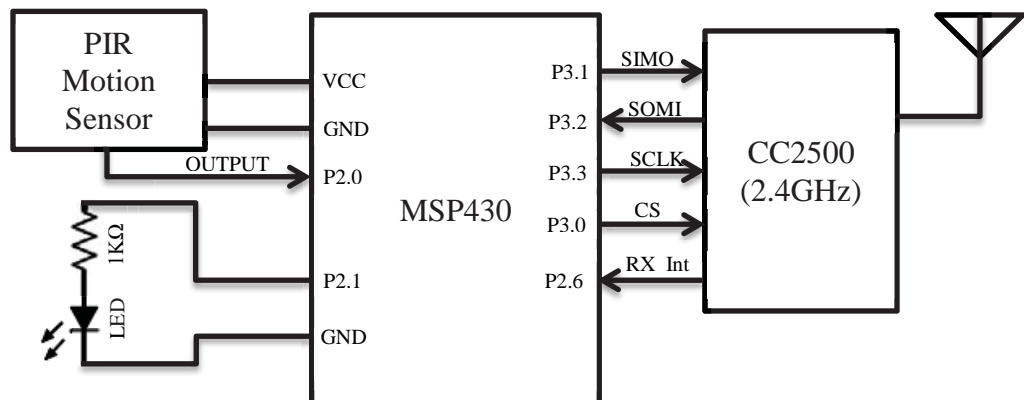 PIR
Motion
Sensor
VCC
GND
OUTPUT
P2.0
1KΩ
LED
P2.1
GND
MSP430
P3.1
P3.2
P3.3
P3.0
P2.6
SIMO
SOMI
SCLK
CS
RX Int
CC2500
(2.4GHz)